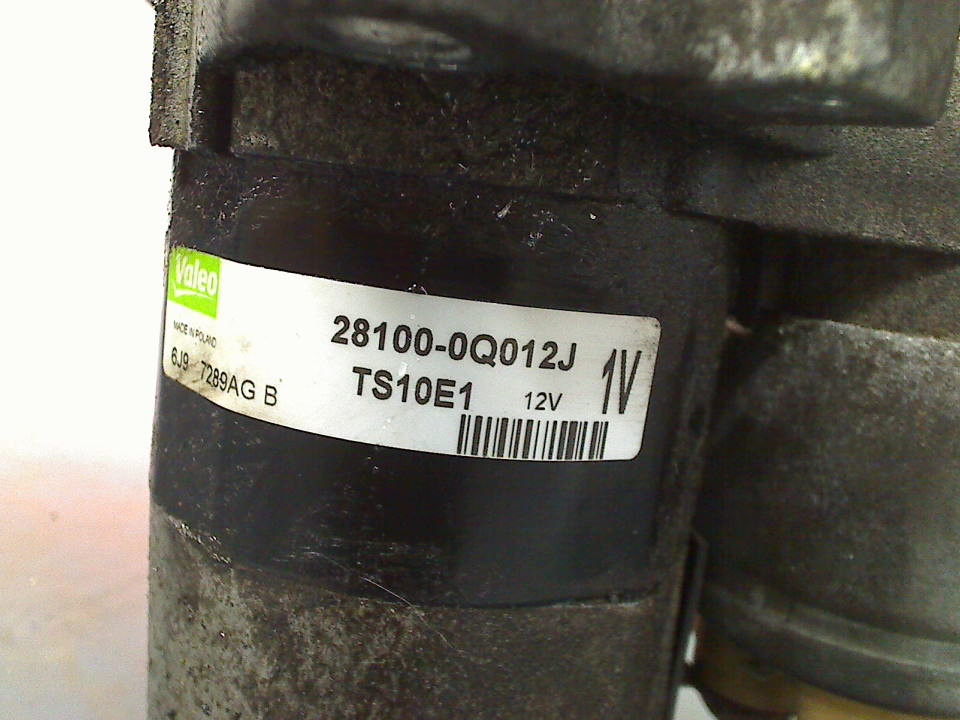 Valeo
MADE IN POLAND
6J9 7289AG B
28100-0Q012J
TS10E1 12V
1V